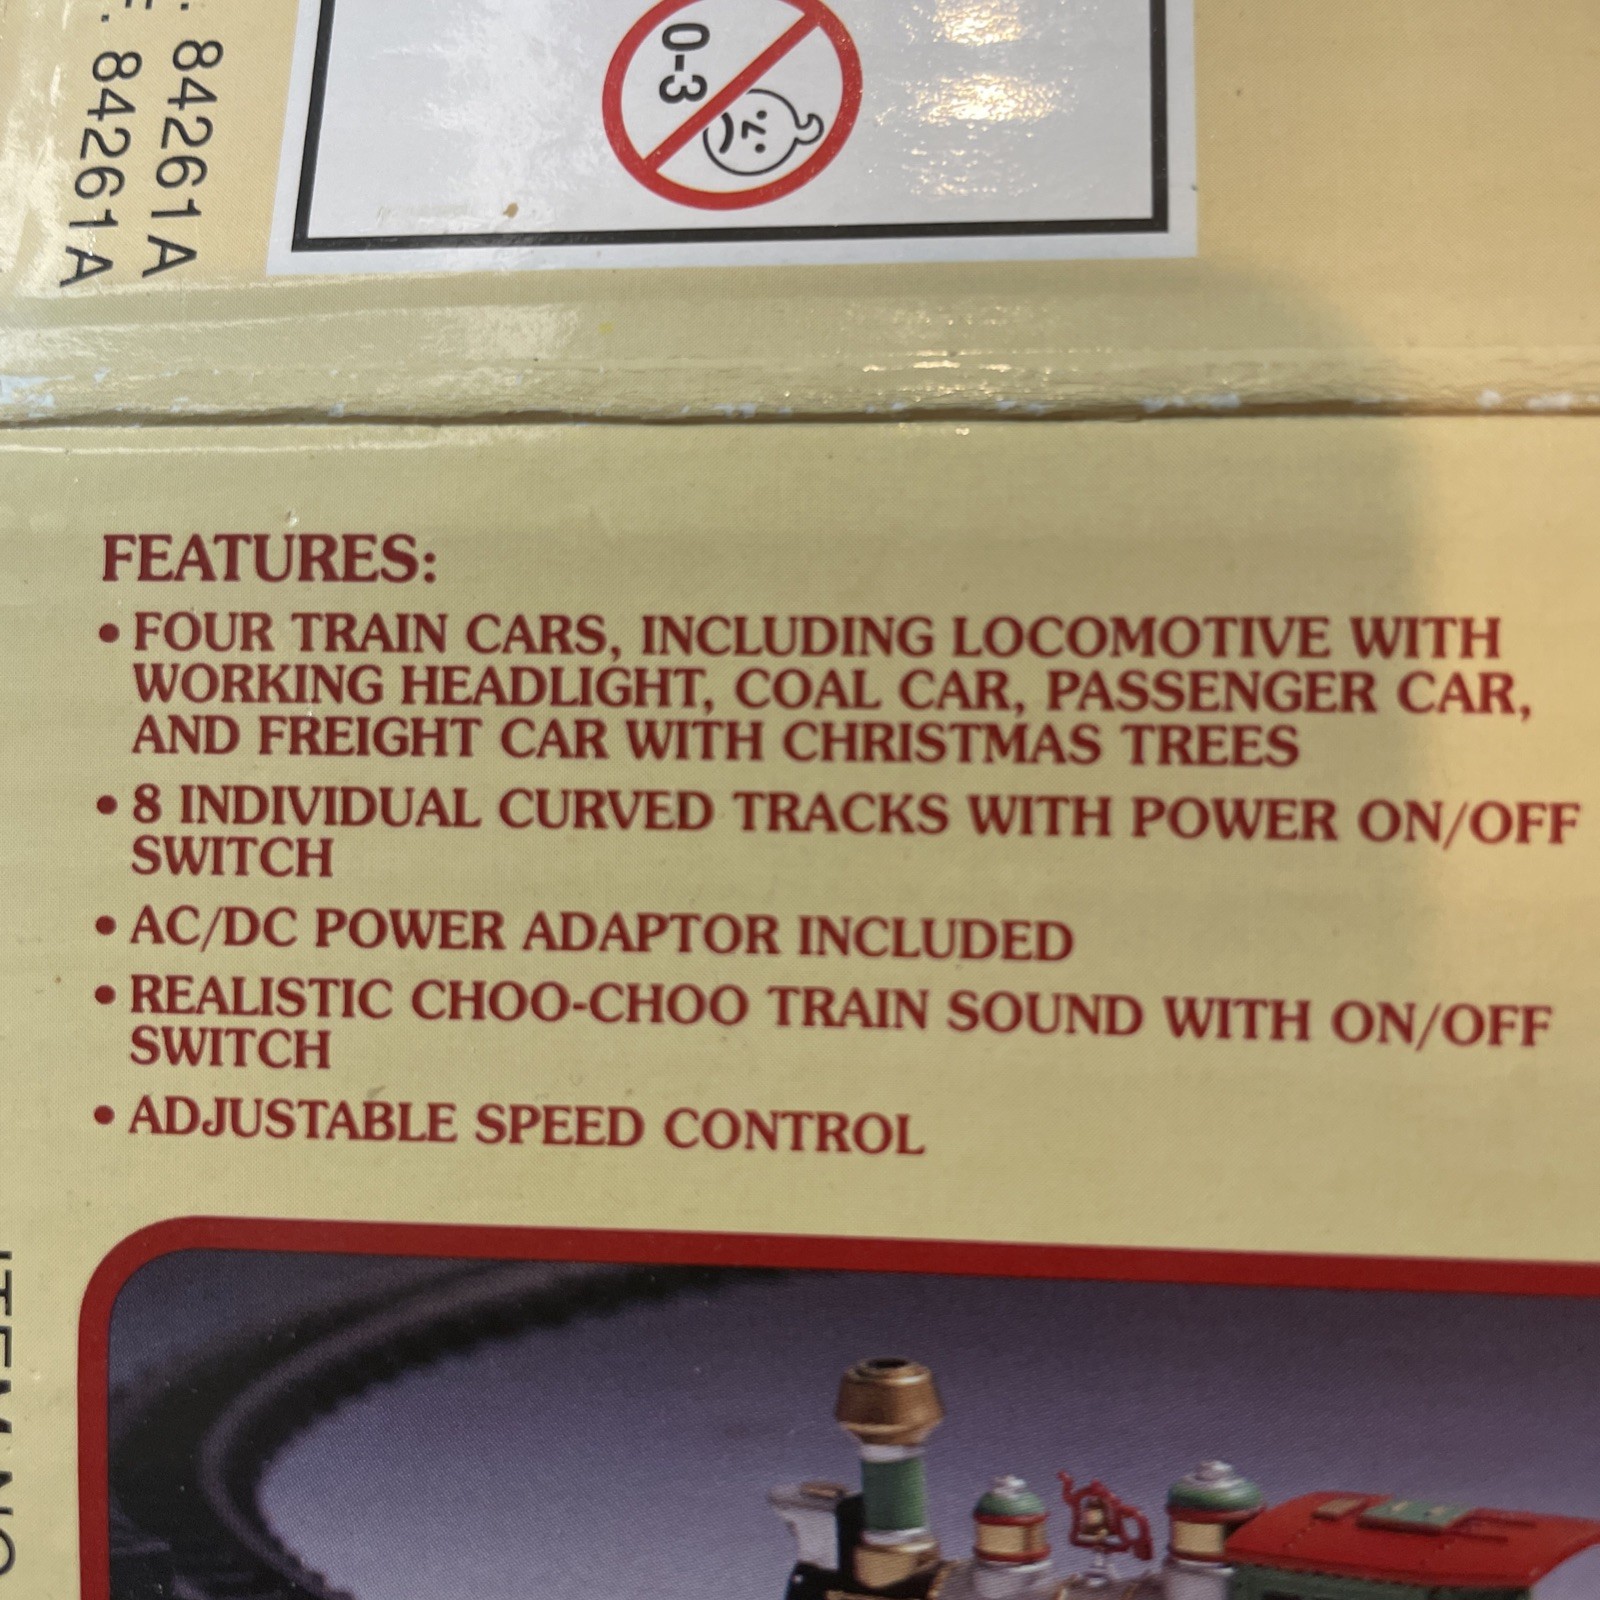 84261A
84261A
0-3
FEATURES:
• FOUR TRAIN CARS, INCLUDING LOCOMOTIVE WITH
WORKING HEADLIGHT, COAL CAR, PASSENGER CAR,
AND FREIGHT CAR WITH CHRISTMAS TREES
• 8 INDIVIDUAL CURVED TRACKS WITH POWER ON/OFF
SWITCH
• AC/DC POWER ADAPTOR INCLUDED
• REALISTIC CHOO-CHOO TRAIN SOUND WITH ON/OFF
SWITCH
• ADJUSTABLE SPEED CONTROL
ITEM NO